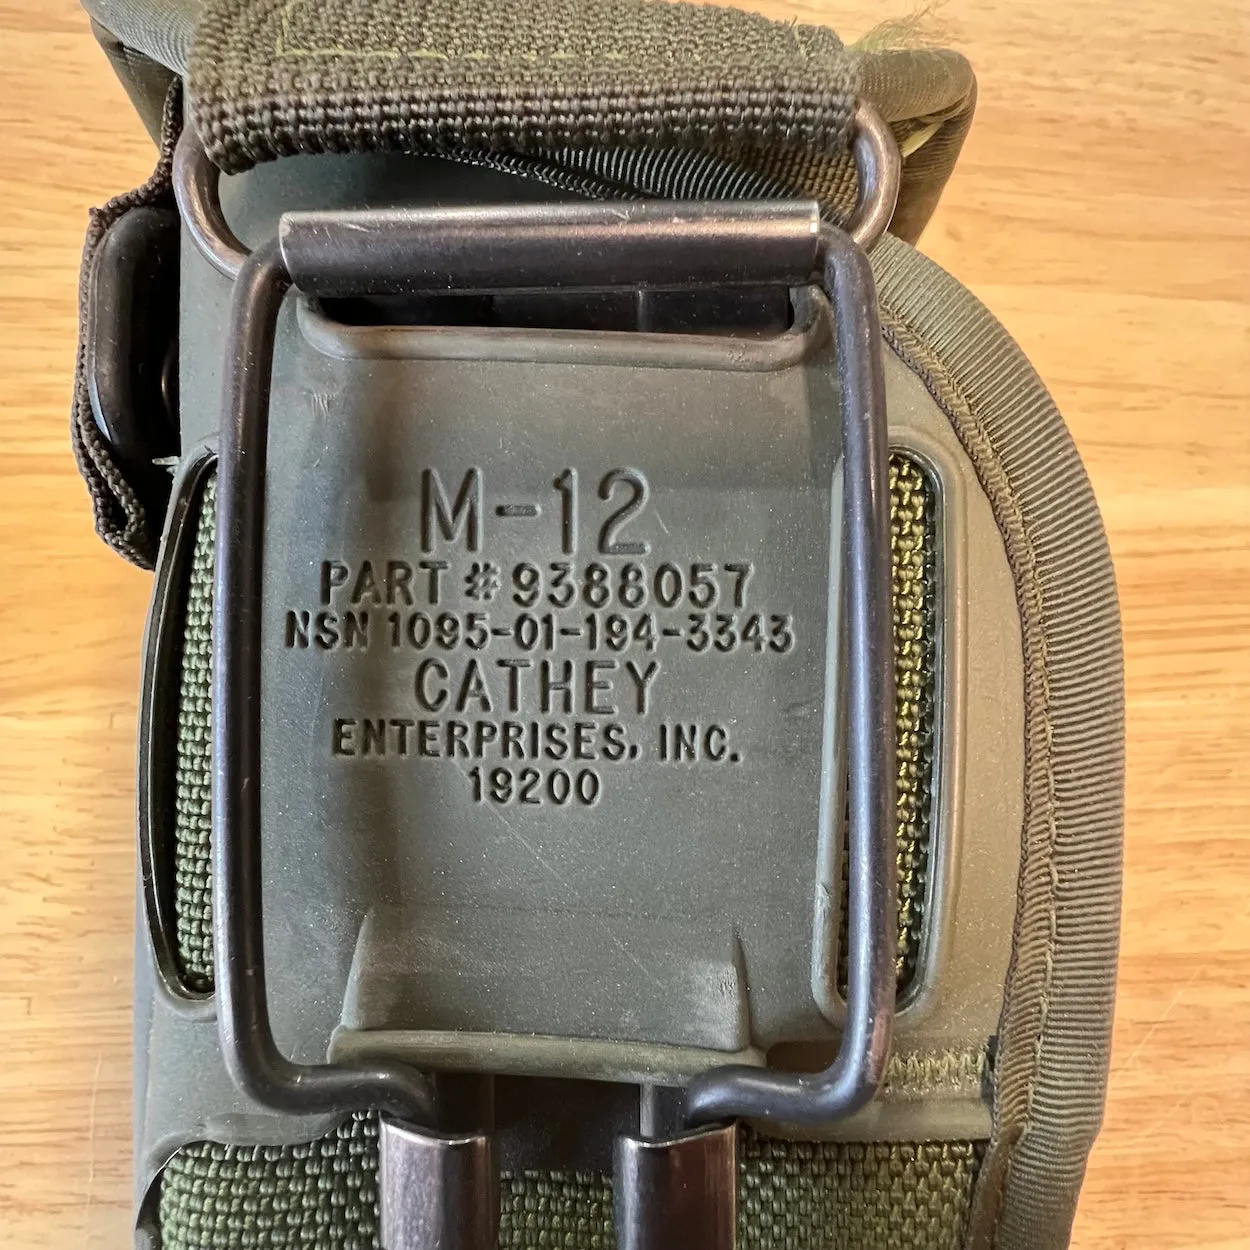 M-12
PART # 9388057
NSN 1095-01-194-3343
CATHEY
ENTERPRISES, INC.
19200